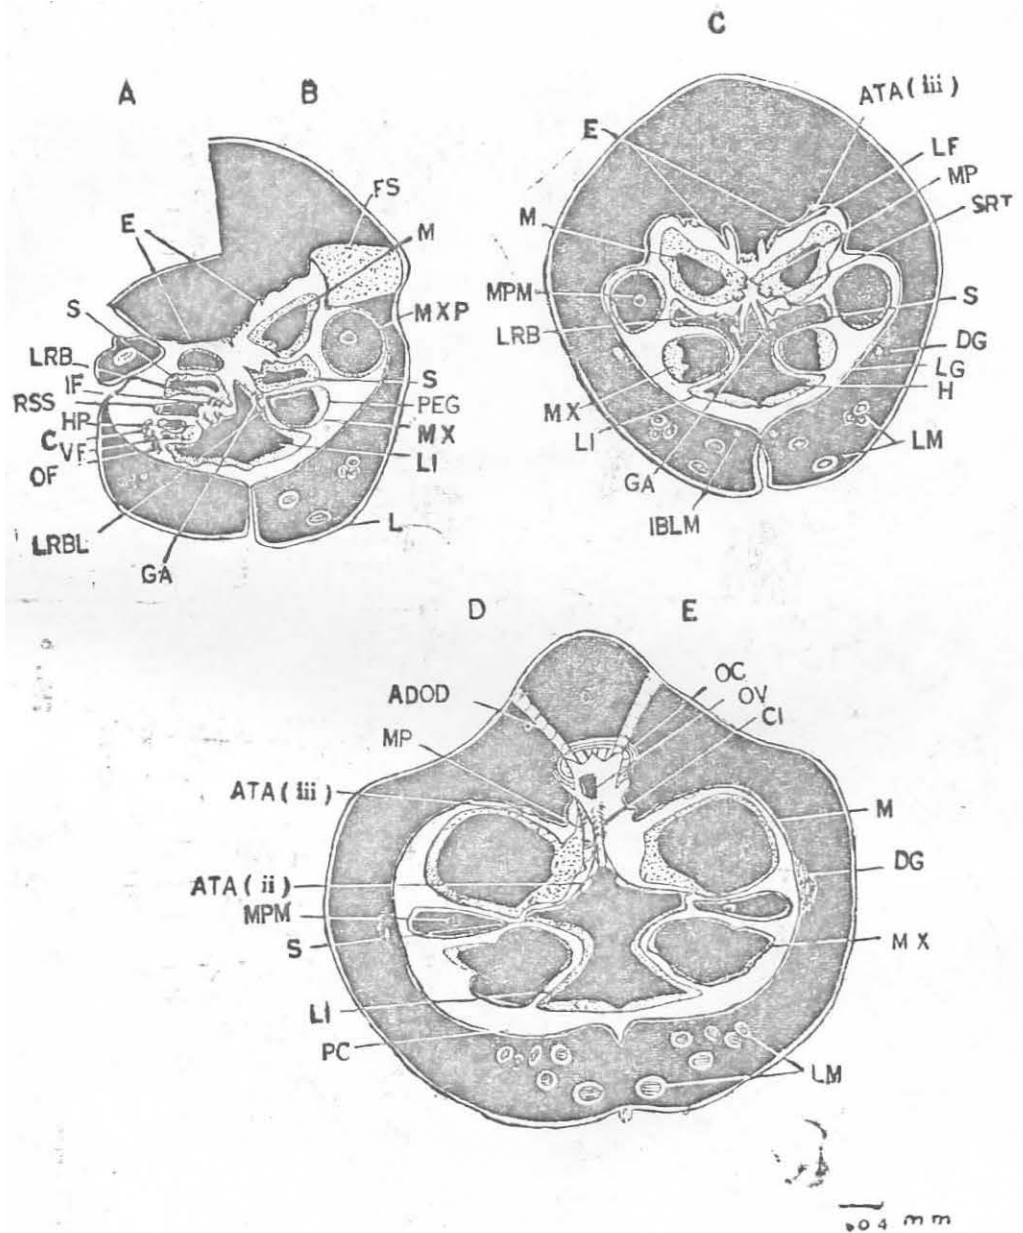 C
A
B
ATA(iii)
E
LF
MP
SRT
FS
E
M
M
MPM
MXP
S
S
LRB
LRB
DG
IF
S
LG
RSS
PEG
H
HP
MX
MX
C
VF
LI
LI
LM
OF
GA
L
LRBL
IBLM
GA
D
E
OC
ADOD
OV
CI
MP
ATA(iii)
M
DG
ATA(ii)
MPM
S
MX
LI
PC
LM
.04 mm